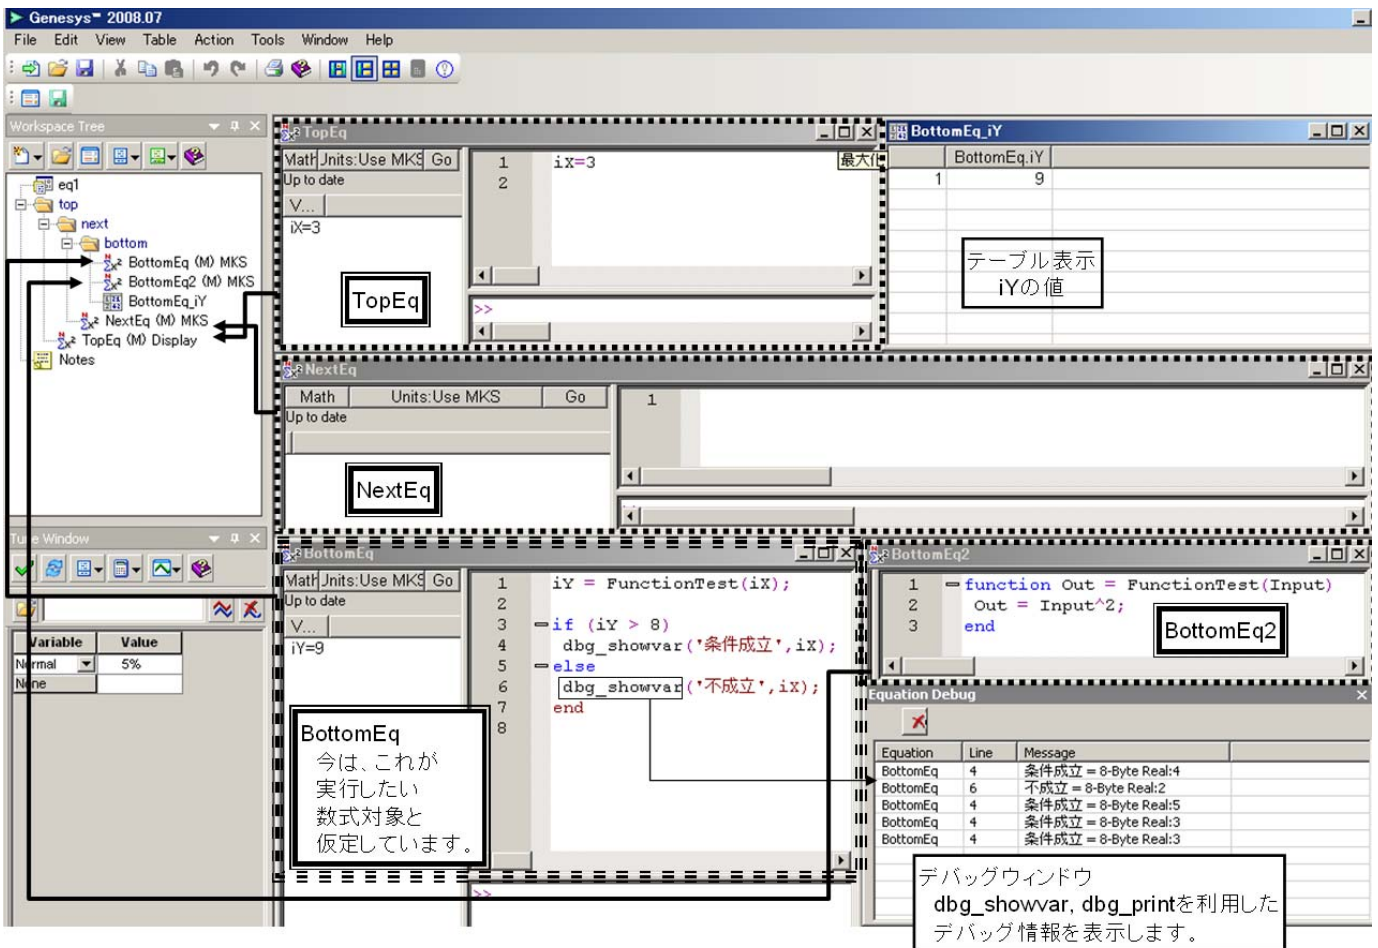 Genesys™ 2008.07
File Edit View Table Action Tools Window Help
Workspace Tree
eq1
top
next
bottom
BottomEq (M) MKS
BottomEq2 (M) MKS
BottomEq_iY
NextEq (M) MKS
TopEq (M) Display
Notes
TopEq
Math Units:Use MKS Go
Up to date
V...
iX=3
1 iX=3
2
>>
TopEq
最大化
BottomEq_iY
BottomEq.iY
1 9
テーブル表示
iYの値
NextEq
Math Units:Use MKS Go
Up to date
1
NextEq
Tune Window
Variable Value
Normal 5%
None
BottomEq
Math Units:Use MKS Go
Up to date
V...
iY=9
1 iY = FunctionTest(iX);
2
3 if (iY > 8)
4 dbg_showvar('条件成立',iX);
5 else
6 dbg_showvar('不成立',iX);
7 end
8
>>
BottomEq
今は、これが
実行したい
数式対象と
仮定しています。
BottomEq2
1 function Out = FunctionTest(Input)
2 Out = Input^2;
3 end
BottomEq2
Equation Debug
Equation Line Message
BottomEq 4 条件成立 = 8-Byte Real:4
BottomEq 6 不成立 = 8-Byte Real:2
BottomEq 4 条件成立 = 8-Byte Real:5
BottomEq 4 条件成立 = 8-Byte Real:3
BottomEq 4 条件成立 = 8-Byte Real:3
デバッグウィンドウ
dbg_showvar, dbg_printを利用した
デバッグ情報を表示します。